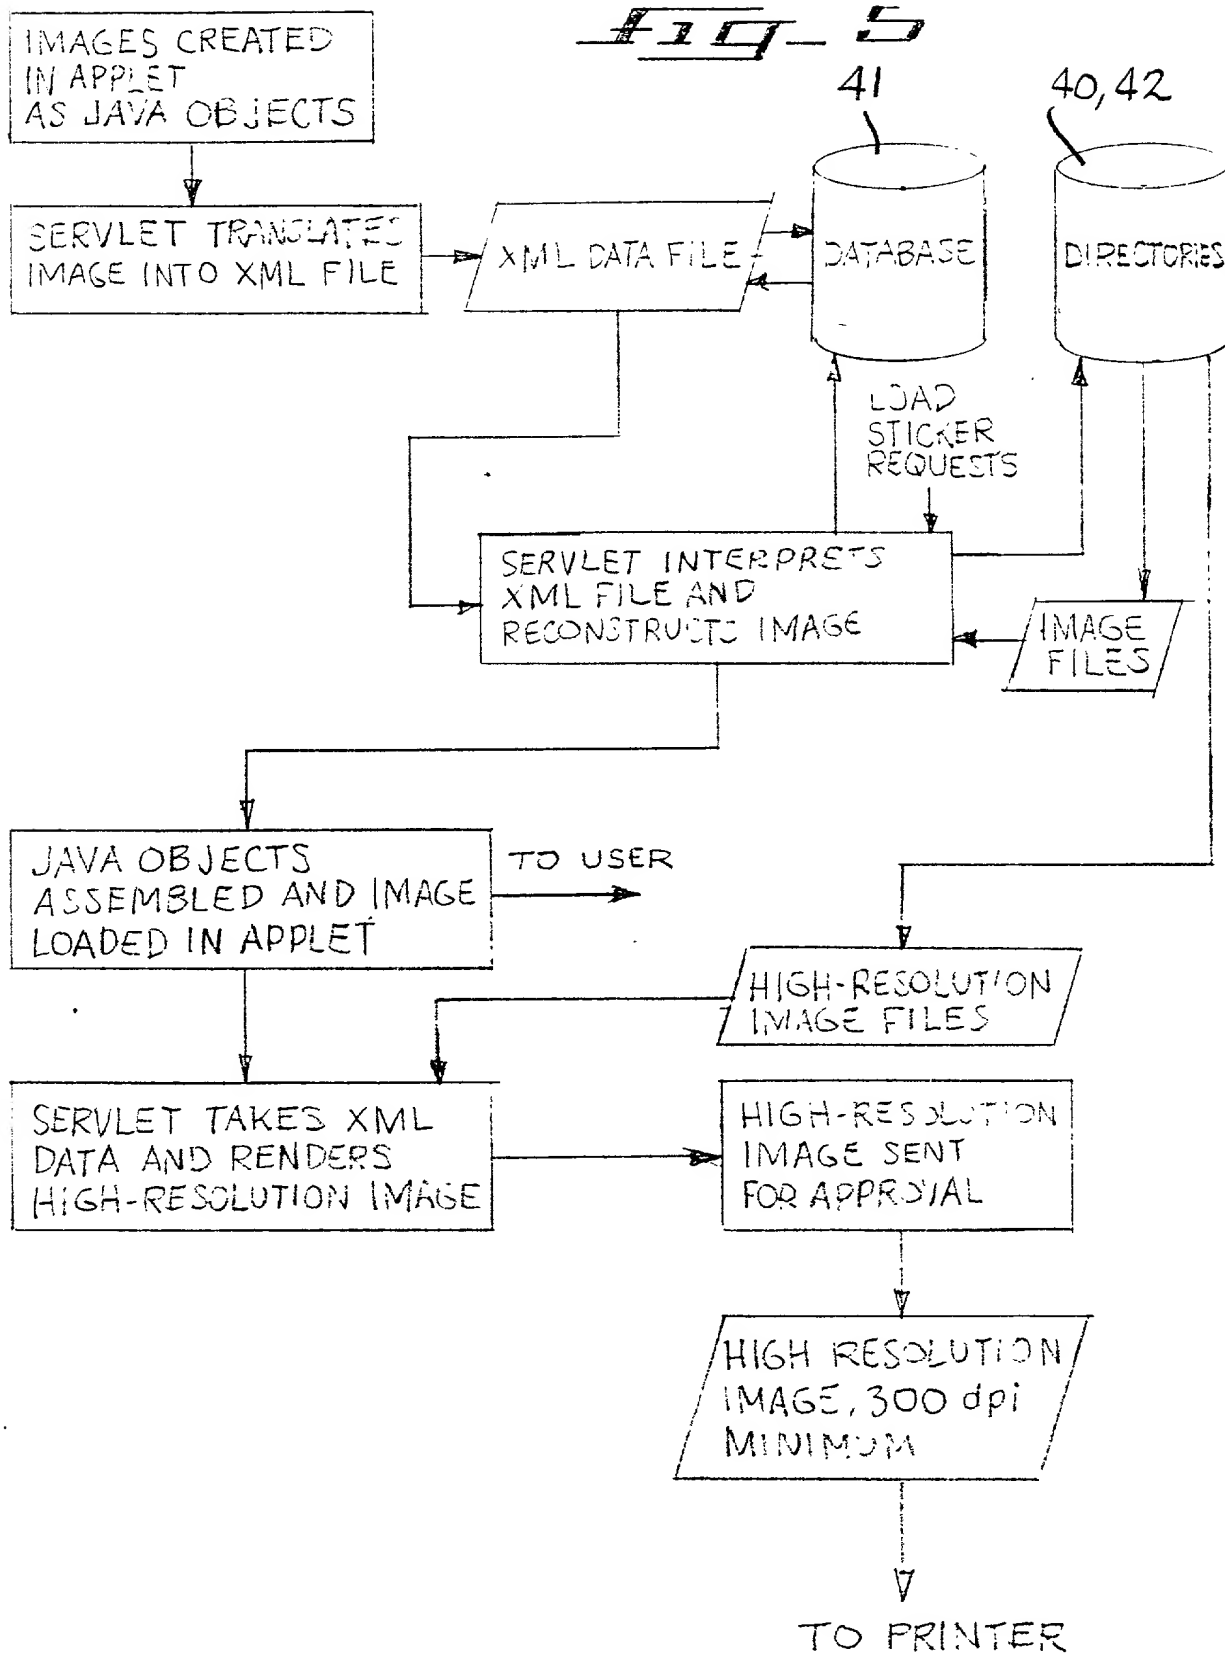 Fig. 5
IMAGES CREATED
IN APPLET
AS JAVA OBJECTS
41
40,42
SERVLET TRANSLATES
IMAGE INTO XML FILE
XML DATA FILE
DATABASE
DIRECTORIES
LOAD
STICKER
REQUESTS
SERVLET INTERPRETS
XML FILE AND
RECONSTRUCTS IMAGE
IMAGE
FILES
JAVA OBJECTS
ASSEMBLED AND IMAGE
LOADED IN APPLET
TO USER
HIGH-RESOLUTION
IMAGE FILES
SERVLET TAKES XML
DATA AND RENDERS
HIGH-RESOLUTION IMAGE
HIGH-RESOLUTION
IMAGE SENT
FOR APPROVAL
HIGH RESOLUTION
IMAGE, 300 dpi
MINIMUM
TO PRINTER